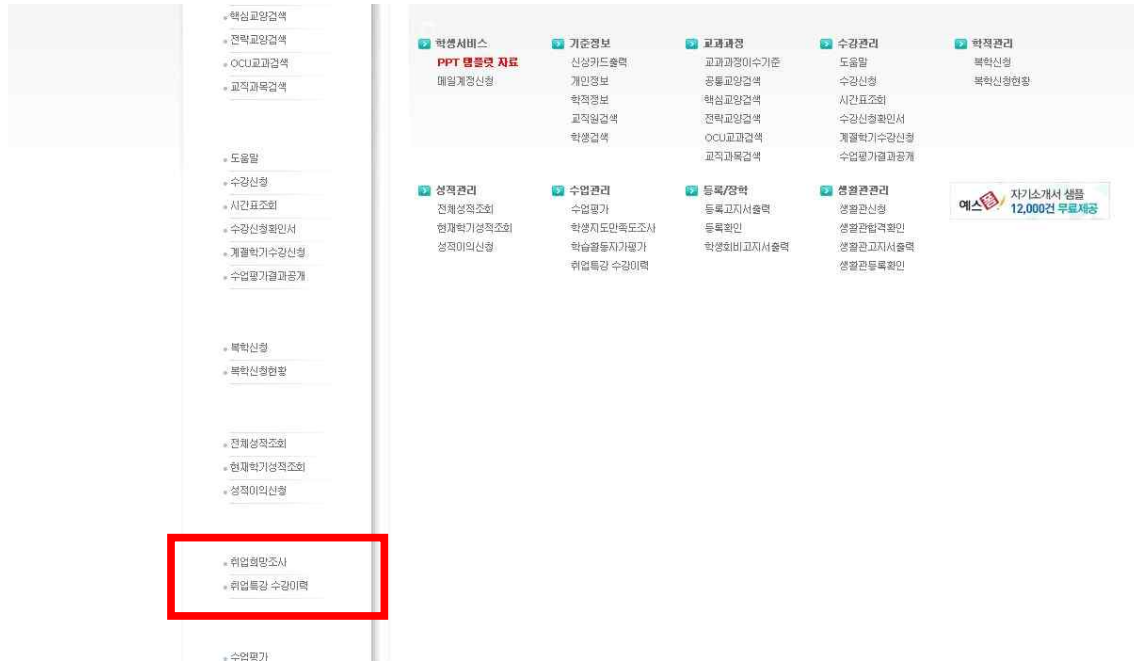 핵심교양검색
전략교양검색
OCU교과검색
교직과목검색
도움말
수강신청
시간표조회
수강신청확인서
계절학기수강신청
수업평가결과공개
복학신청
복학신청현황
전체성적조회
현재학기성적조회
성적이의신청
취업희망조사
취업특강 수강이력
수업평가
학생서비스
PPT 템플릿 자료
메일계정신청
기준정보
신상카드출력
개인정보
학적정보
교직원검색
학생검색
교과과정
교과과정이수기준
공통교양검색
핵심교양검색
전략교양검색
OCU교과검색
교직과목검색
수강관리
도움말
수강신청
시간표조회
수강신청확인서
계절학기수강신청
수업평가결과공개
학적관리
복학신청
복학신청현황
성적관리
전체성적조회
현재학기성적조회
성적이의신청
수업관리
수업평가
학생지도만족도조사
학습활동자가평가
취업특강 수강이력
등록/장학
등록고지서출력
등록확인
학생회비고지서출력
생활관관리
생활관신청
생활관합격확인
생활관고지서출력
생활관등록확인
예스폼
자기소개서 샘플
12,000건 무료제공